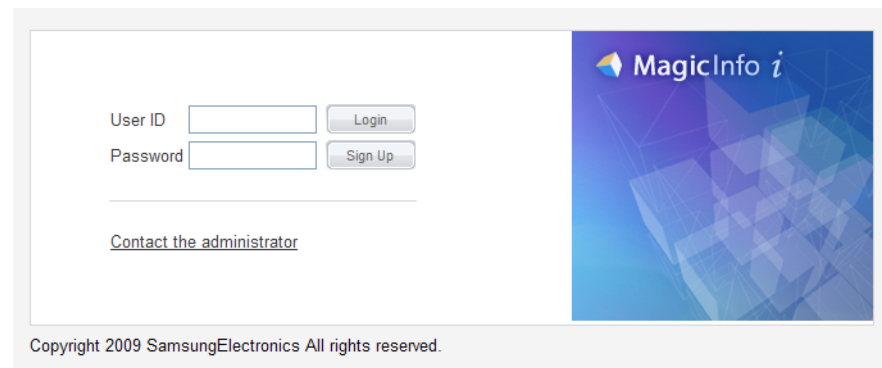 MagicInfo i
User ID
Login
Password
Sign Up
Contact the administrator
Copyright 2009 SamsungElectronics All rights reserved.